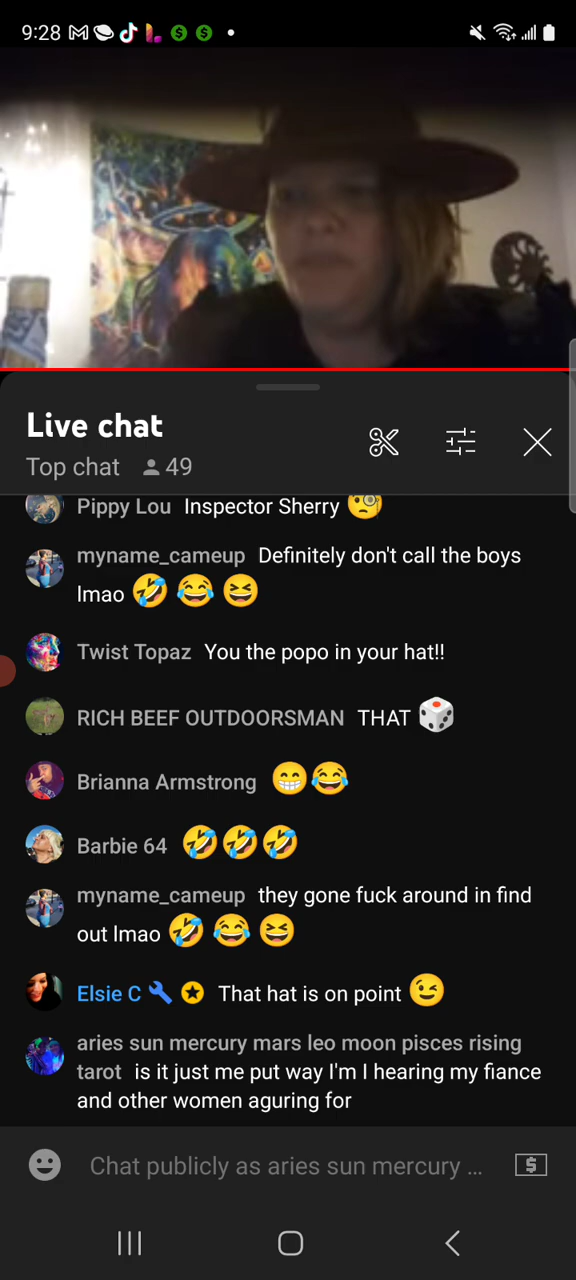 9:28
Live chat
Top chat 49
Pippy Lou Inspector Sherry 🧐
myname_cameup Definitely don't call the boys
lmao 🤣 😂 😆
Twist Topaz You the popo in your hat!!
RICH BEEF OUTDOORSMAN THAT 🎲
Brianna Armstrong 😁😂
Barbie 64 🤣🤣🤣
myname_cameup they gone fuck around in find
out lmao 🤣 😂 😆
Elsie C That hat is on point 😉
aries sun mercury mars leo moon pisces rising
tarot is it just me put way I'm I hearing my fiance
and other women aguring for
Chat publicly as aries sun mercury ...